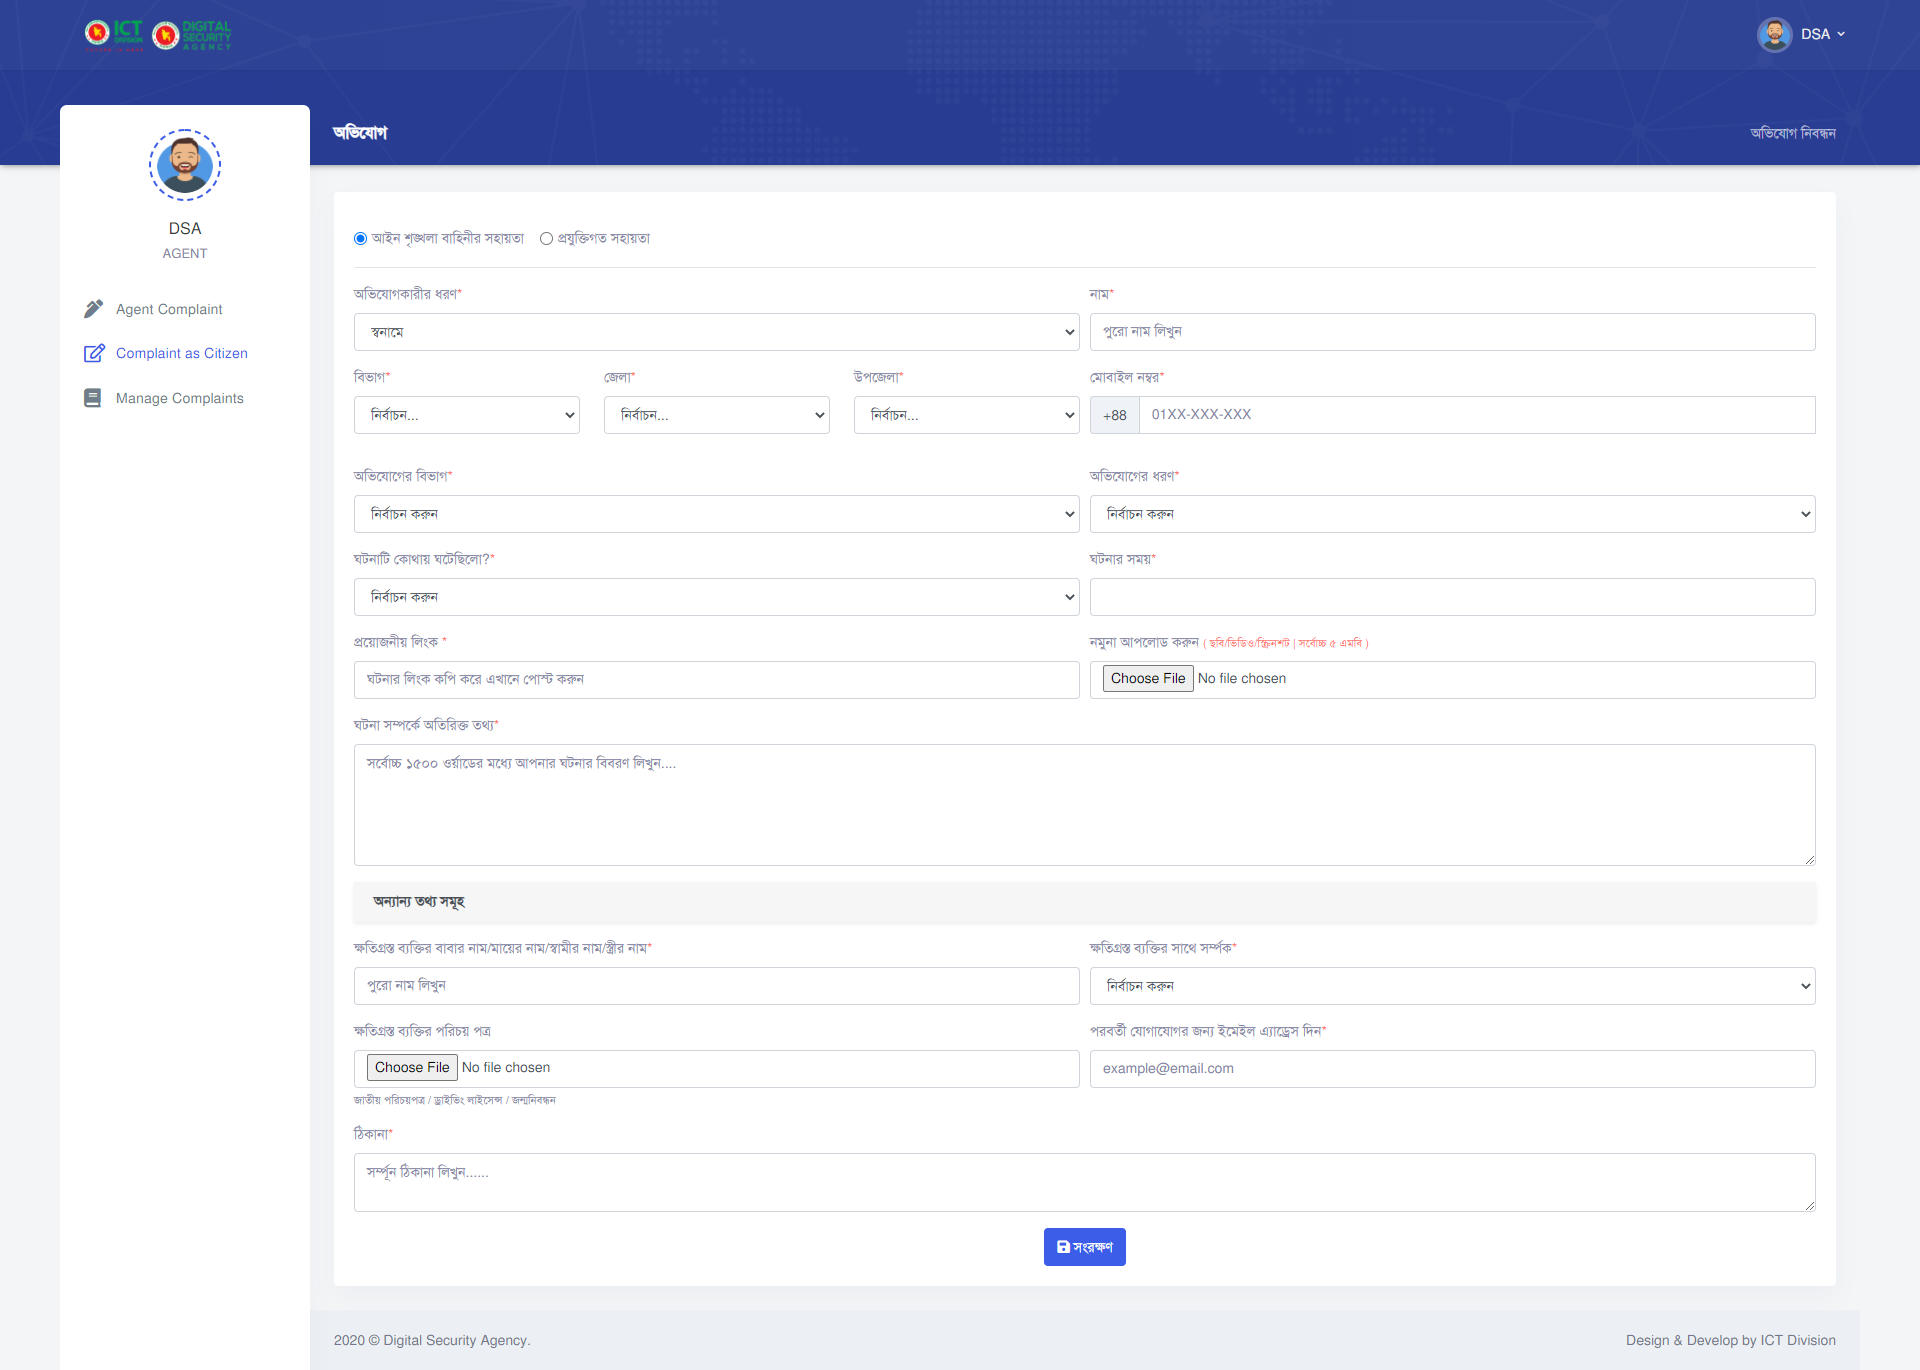 ICT
DIVISION
DIGITAL
SECURITY
AGENCY
DSA
অভিযোগ
অভিযোগ নিবন্ধন
DSA
AGENT
Agent Complaint
Complaint as Citizen
Manage Complaints
আইন শৃঙ্খলা বাহিনীর সহায়তা প্রযুক্তিগত সহায়তা
অভিযোগকারীর ধরণ* নাম*
স্বনামে পুরো নাম লিখুন
বিভাগ* জেলা* উপজেলা* মোবাইল নম্বর*
নির্বাচন... নির্বাচন... নির্বাচন... +88 01XX-XXX-XXX
অভিযোগের বিভাগ* অভিযোগের ধরণ*
নির্বাচন করুন নির্বাচন করুন
ঘটনাটি কোথায় ঘটেছিলো?* ঘটনার সময়*
নির্বাচন করুন
প্রয়োজনীয় লিংক * নমুনা আপলোড করুন ( ছবি/ভিডিও/স্ক্রিনশট | সর্বোচ্চ ৫ এমবি )
ঘটনার লিংক কপি করে এখানে পোস্ট করুন Choose File No file chosen
ঘটনা সম্পর্কে অতিরিক্ত তথ্য*
সর্বোচ্চ ১৫০০ ওর্য়াডের মধ্যে আপনার ঘটনার বিবরণ লিখুন....
অন্যান্য তথ্য সমূহ
ক্ষতিগ্রস্ত ব্যক্তির বাবার নাম/মায়ের নাম/স্বামীর নাম/স্ত্রীর নাম* ক্ষতিগ্রস্ত ব্যক্তির সাথে সর্ম্পক*
পুরো নাম লিখুন নির্বাচন করুন
ক্ষতিগ্রস্ত ব্যক্তির পরিচয় পত্র পরবর্তী যোগাযোগর জন্য ইমেইল এ্যাড্রেস দিন*
Choose File No file chosen example@email.com
জাতীয় পরিচয়পত্র / ড্রাইভিং লাইসেন্স / জন্মনিবন্ধন
ঠিকানা*
সর্ম্পূন ঠিকানা লিখুন......
সংরক্ষণ
2020 © Digital Security Agency. Design & Develop by ICT Division